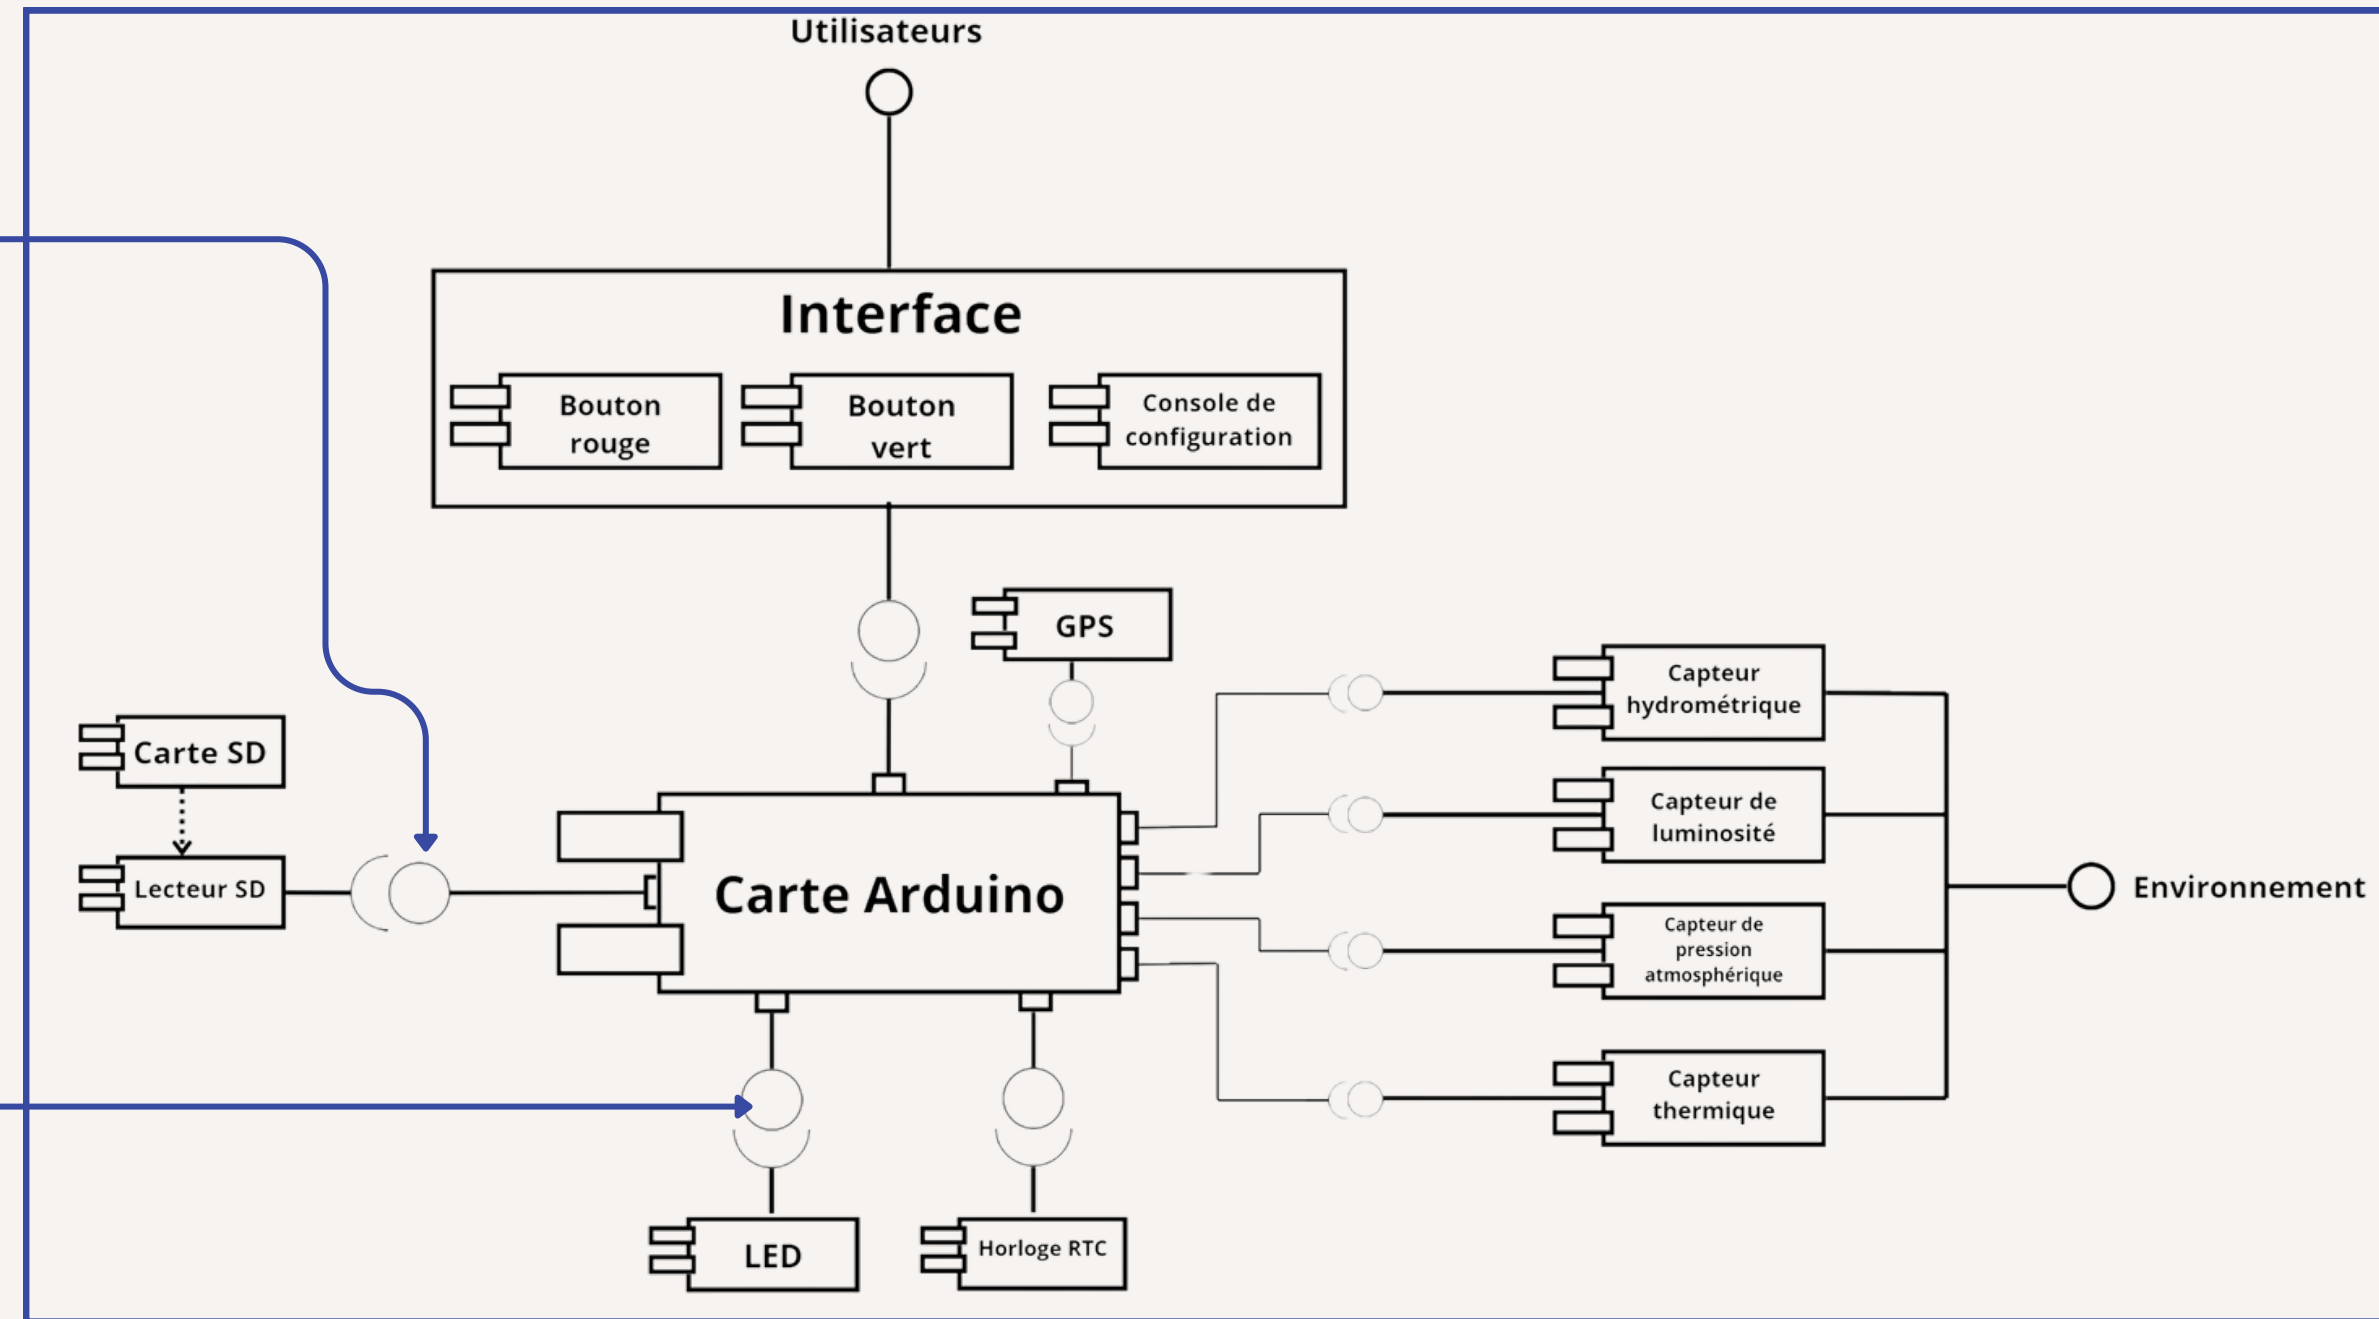 Utilisateurs
Interface
Bouton
rouge
Bouton
vert
Console de
configuration
GPS
Capteur
hydrométrique
Carte SD
Capteur de
luminosité
Lecteur SD
Carte Arduino
Environnement
Capteur de
pression
atmosphérique
Capteur
thermique
LED
Horloge RTC